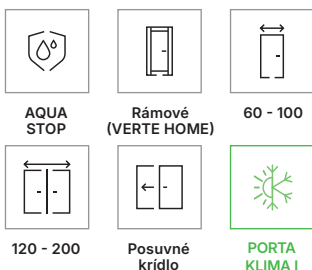 AQUA
STOP
Rámové
(VERTE HOME)
60 - 100
120 - 200
Posuvné
krídlo
PORTA
KLIMA I